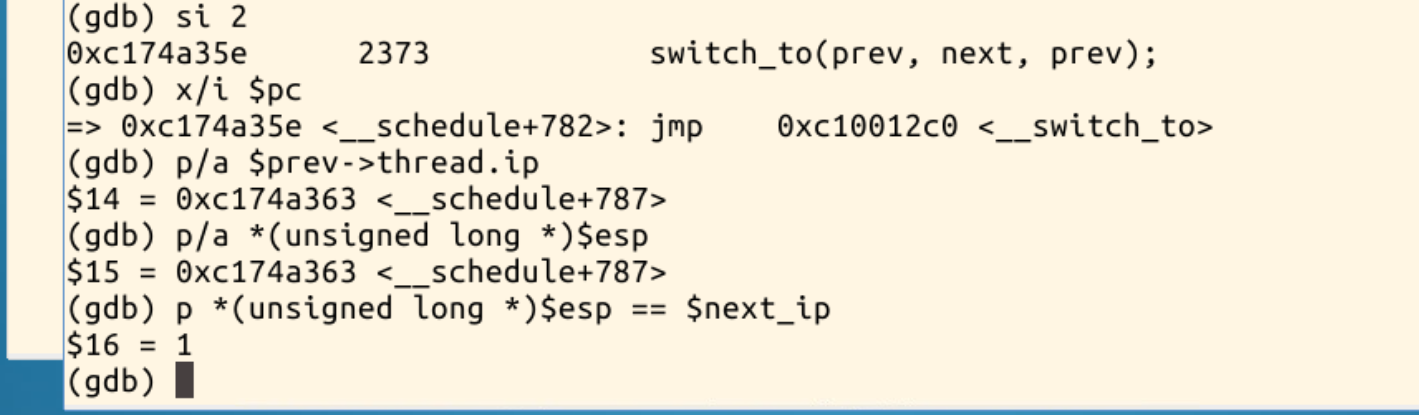 (gdb) si 2
0xc174a35e      2373            switch_to(prev, next, prev);
(gdb) x/i $pc
=> 0xc174a35e <__schedule+782>: jmp    0xc10012c0 <__switch_to>
(gdb) p/a $prev->thread.ip
$14 = 0xc174a363 <__schedule+787>
(gdb) p/a *(unsigned long *)$esp
$15 = 0xc174a363 <__schedule+787>
(gdb) p *(unsigned long *)$esp == $next_ip
$16 = 1
(gdb)